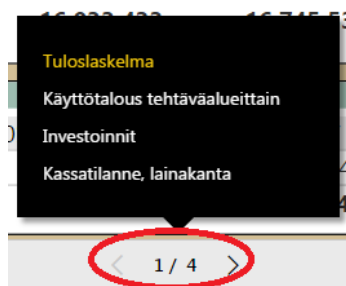 Tuloslaskelma
Käyttötalous tehtäväalueittain
Investoinnit
Kassatilanne, lainakanta
1 / 4